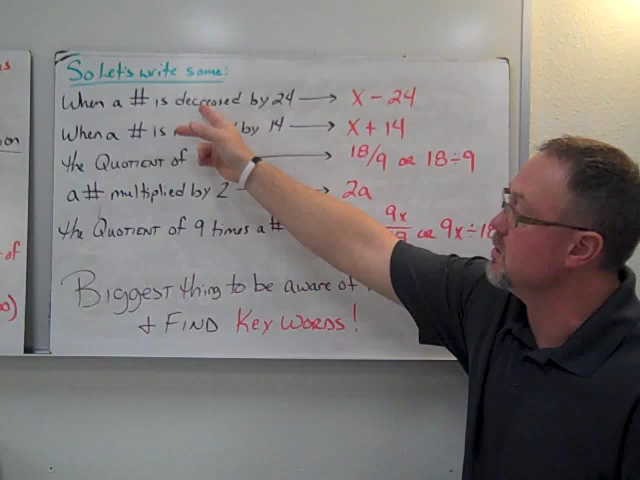 So Let's write some:
When a # is decreased by 24 → X − 24
When a # is by 14 → X + 14
the Quotient of → 18/9 or 18÷9
a # multiplied by 2 → 2a
the Quotient of 9 times a # 9x or 9x÷18
BIGGEST thing to be aware of
+ FIND Key WORDS!